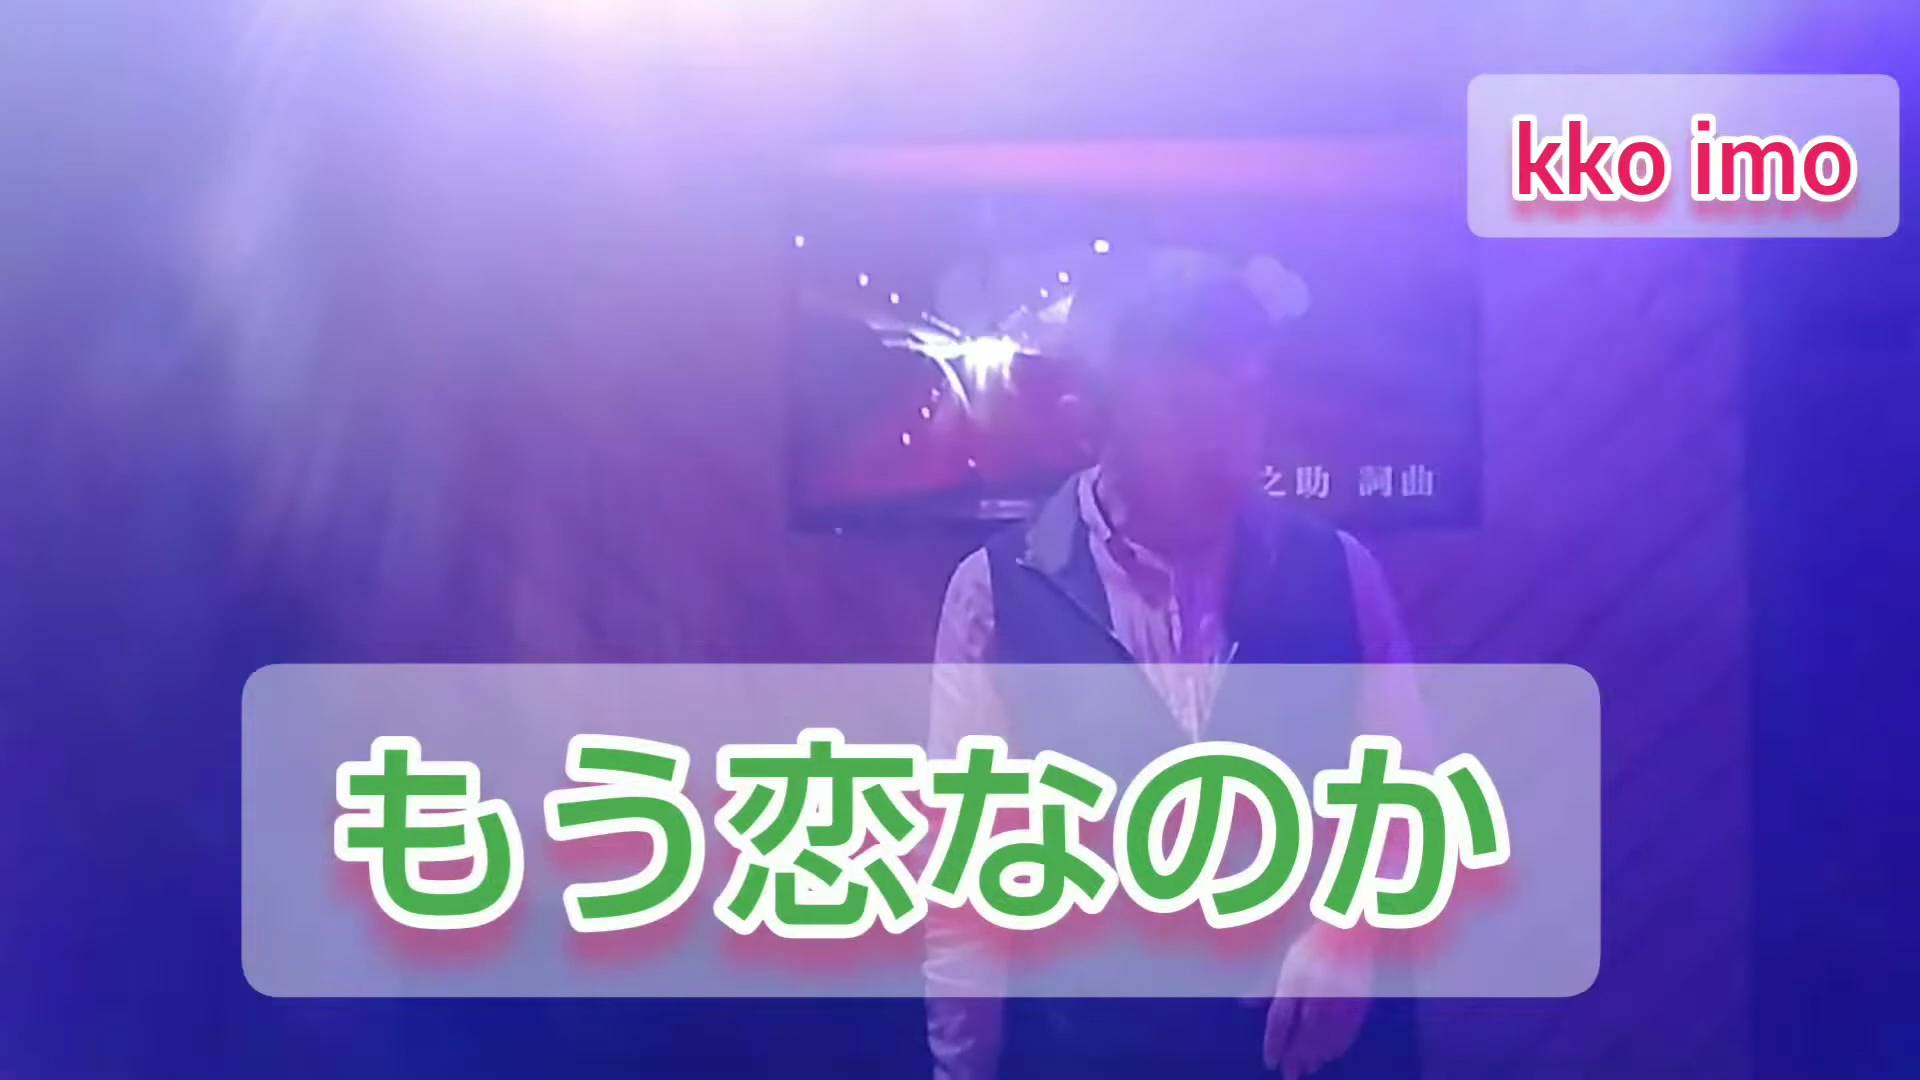 kko imo
之助 詞曲
もう恋なのか